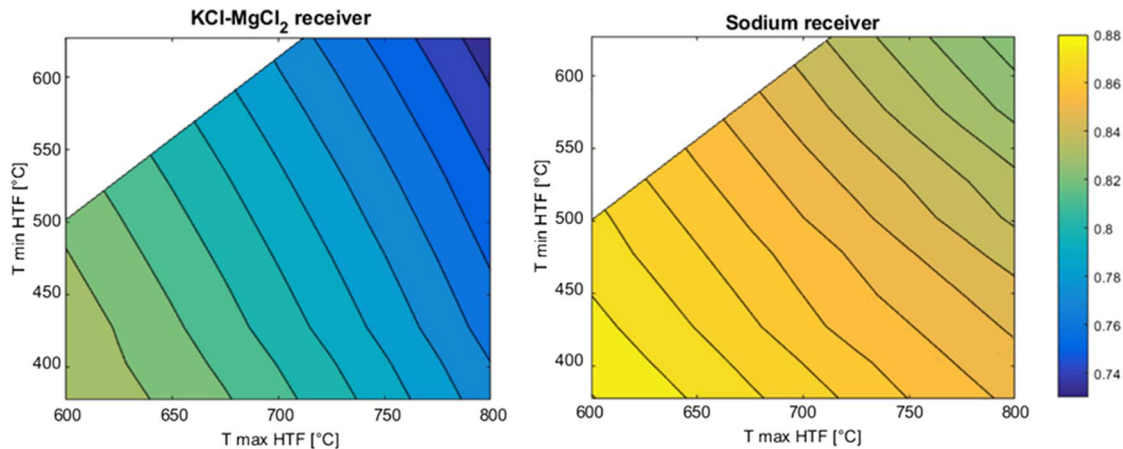 KCl-MgCl2 receiver
600
550
500
450
400
T min HTF [°C]
600 650 700 750 800
T max HTF [°C]
Sodium receiver
600
550
500
450
400
T min HTF [°C]
600 650 700 750 800
T max HTF [°C]
0.88
0.86
0.84
0.82
0.8
0.78
0.76
0.74